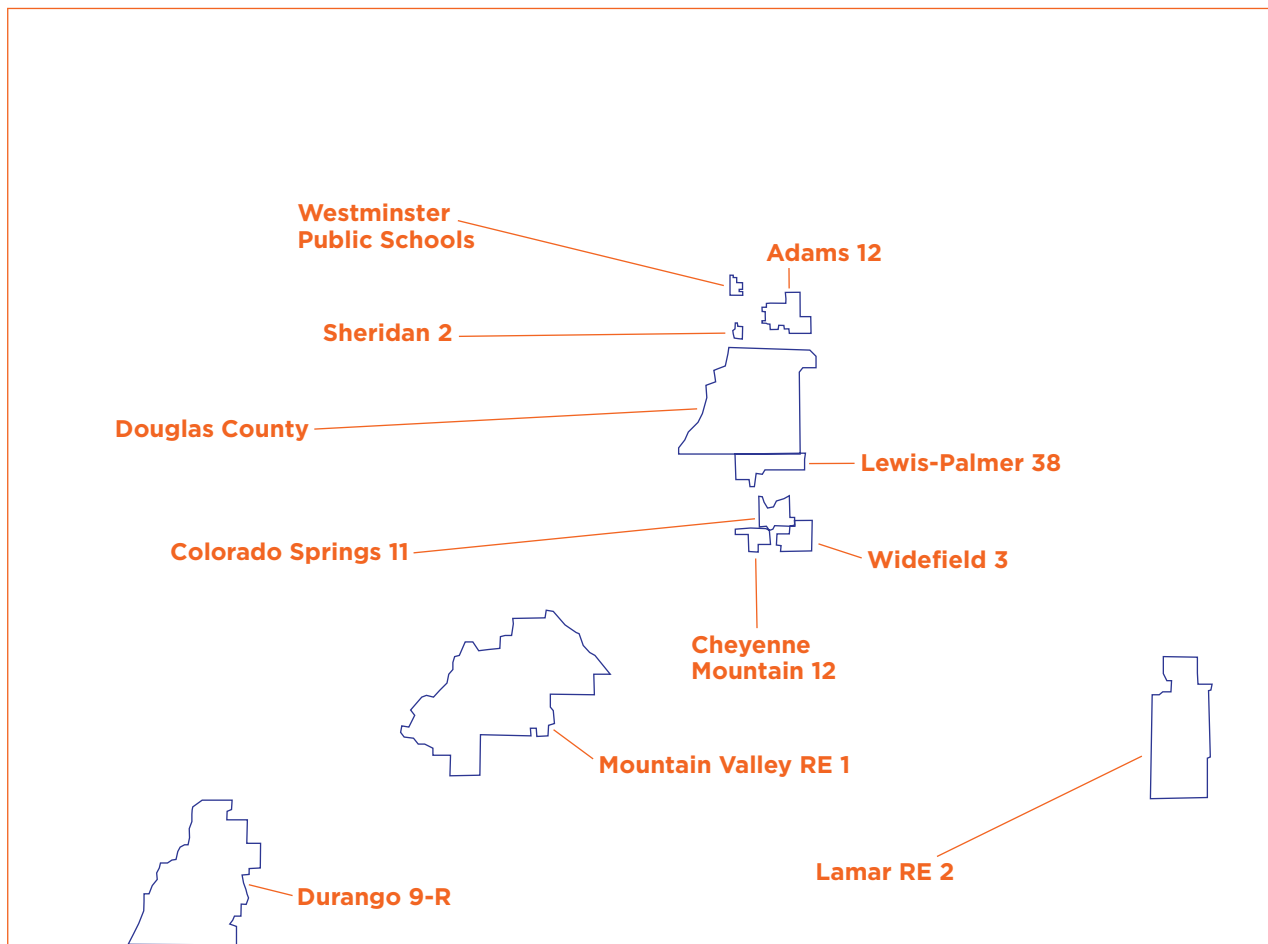 Westminster
Public Schools
Adams 12
Sheridan 2
Douglas County
Lewis-Palmer 38
Colorado Springs 11
Widefield 3
Cheyenne
Mountain 12
Mountain Valley RE 1
Lamar RE 2
Durango 9-R